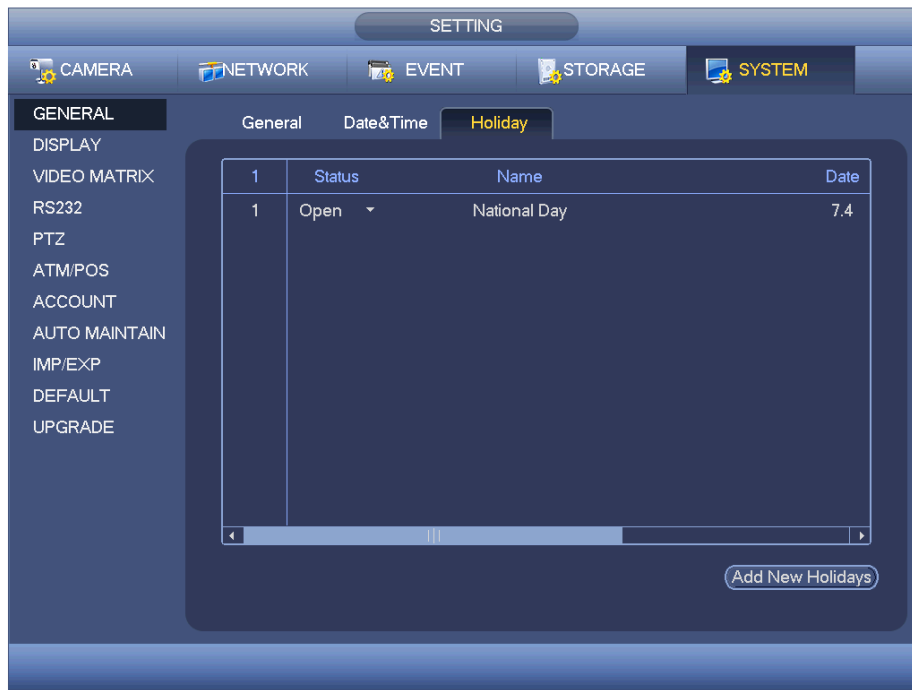 SETTING
CAMERA NETWORK EVENT STORAGE SYSTEM
GENERAL
DISPLAY
VIDEO MATRIX
RS232
PTZ
ATM/POS
ACCOUNT
AUTO MAINTAIN
IMP/EXP
DEFAULT
UPGRADE
General Date&Time Holiday
1 Status Name Date
1 Open National Day 7.4
Add New Holidays